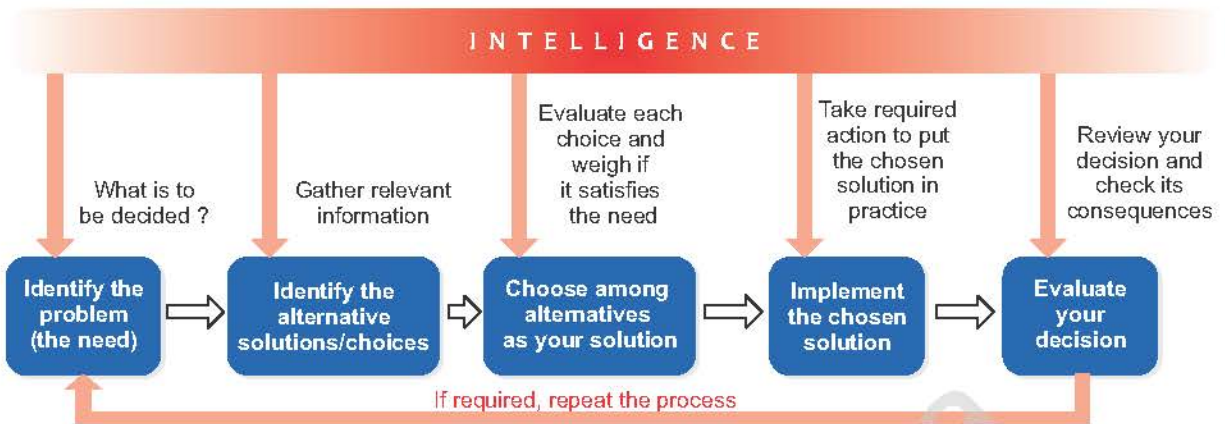 INTELLIGENCE
What is to
be decided ?
Gather relevant
information
Evaluate each
choice and
weigh if
it satisfies
the need
Take required
action to put
the chosen
solution in
practice
Review your
decision and
check its
consequences
Identify the
problem
(the need)
Identify the
alternative
solutions/choices
Choose among
alternatives
as your solution
Implement
the chosen
solution
Evaluate
your
decision
If required, repeat the process